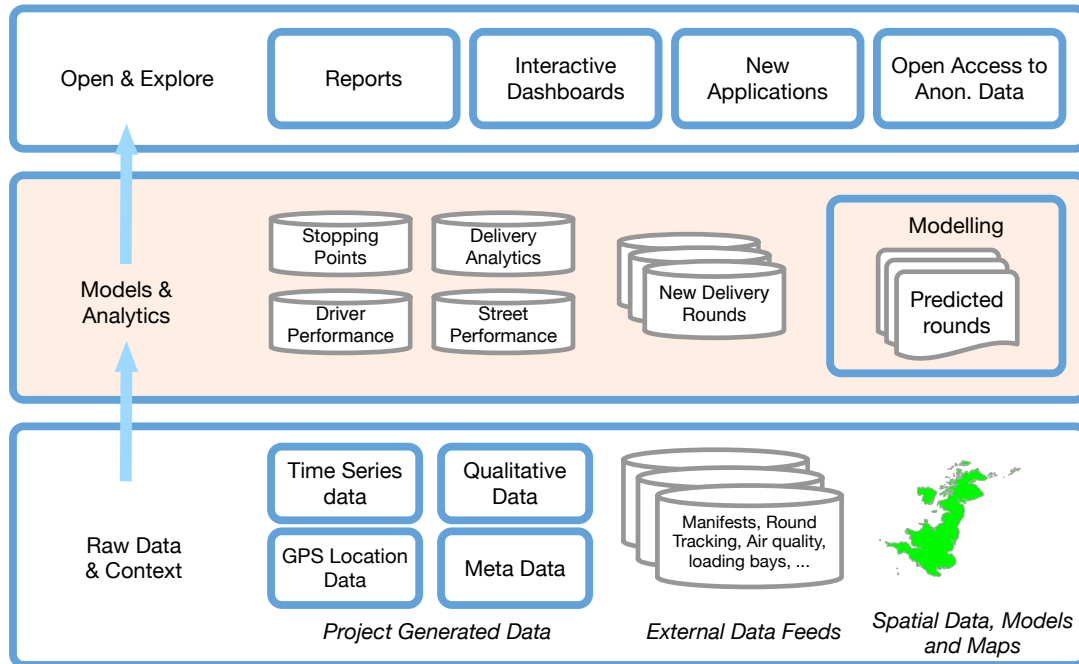 Open & Explore
Reports
Interactive
Dashboards
New
Applications
Open Access to
Anon. Data
Models &
Analytics
Stopping
Points
Delivery
Analytics
Driver
Performance
Street
Performance
New Delivery
Rounds
Modelling
Predicted
rounds
Raw Data
& Context
Time Series
data
Qualitative
Data
GPS Location
Data
Meta Data
Project Generated Data
Manifests, Round
Tracking, Air quality,
loading bays, ...
External Data Feeds
Spatial Data, Models
and Maps